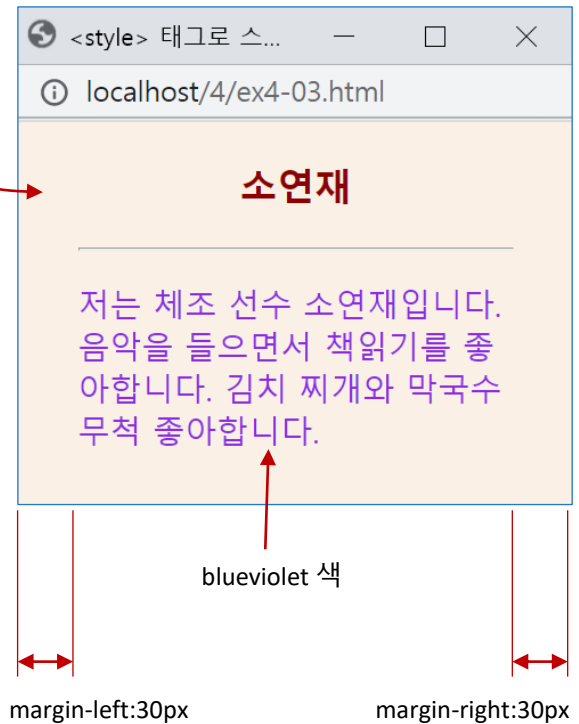 <style> 태그로 스...
localhost/4/ex4-03.html
소연재
저는 체조 선수 소연재입니다.
음악을 들으면서 책읽기를 좋
아합니다. 김치 찌개와 막국수
무척 좋아합니다.
blueviolet 색
margin-left:30px
margin-right:30px